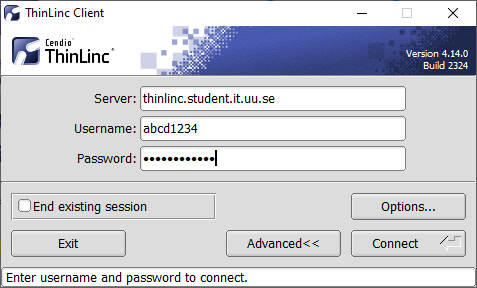 ThinLinc Client
Cendio®
ThinLinc®
Version 4.14.0
Build 2324
Server: thinlinc.student.it.uu.se
Username: abcd1234
Password: ••••••••••••
End existing session
Options...
Exit
Advanced<<
Connect
Enter username and password to connect.